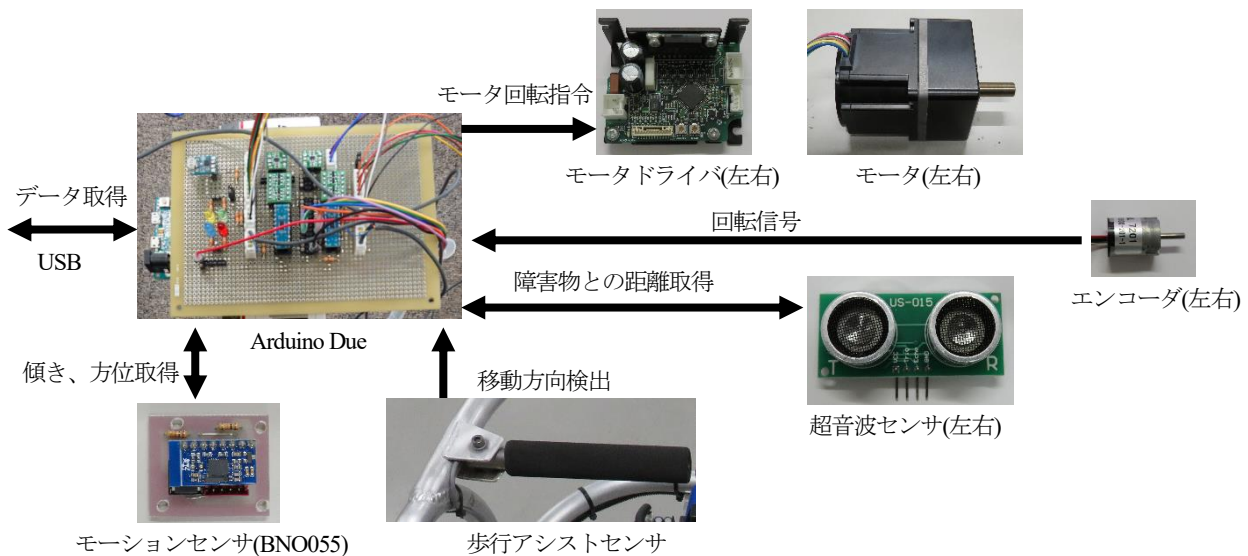 モータ回転指令
モータドライバ(左右)
モータ(左右)
データ取得
USB
回転信号
エンコーダ(左右)
障害物との距離取得
US-015
T
R
超音波センサ(左右)
Arduino Due
傾き、方位取得
移動方向検出
モーションセンサ(BNO055)
歩行アシストセンサ